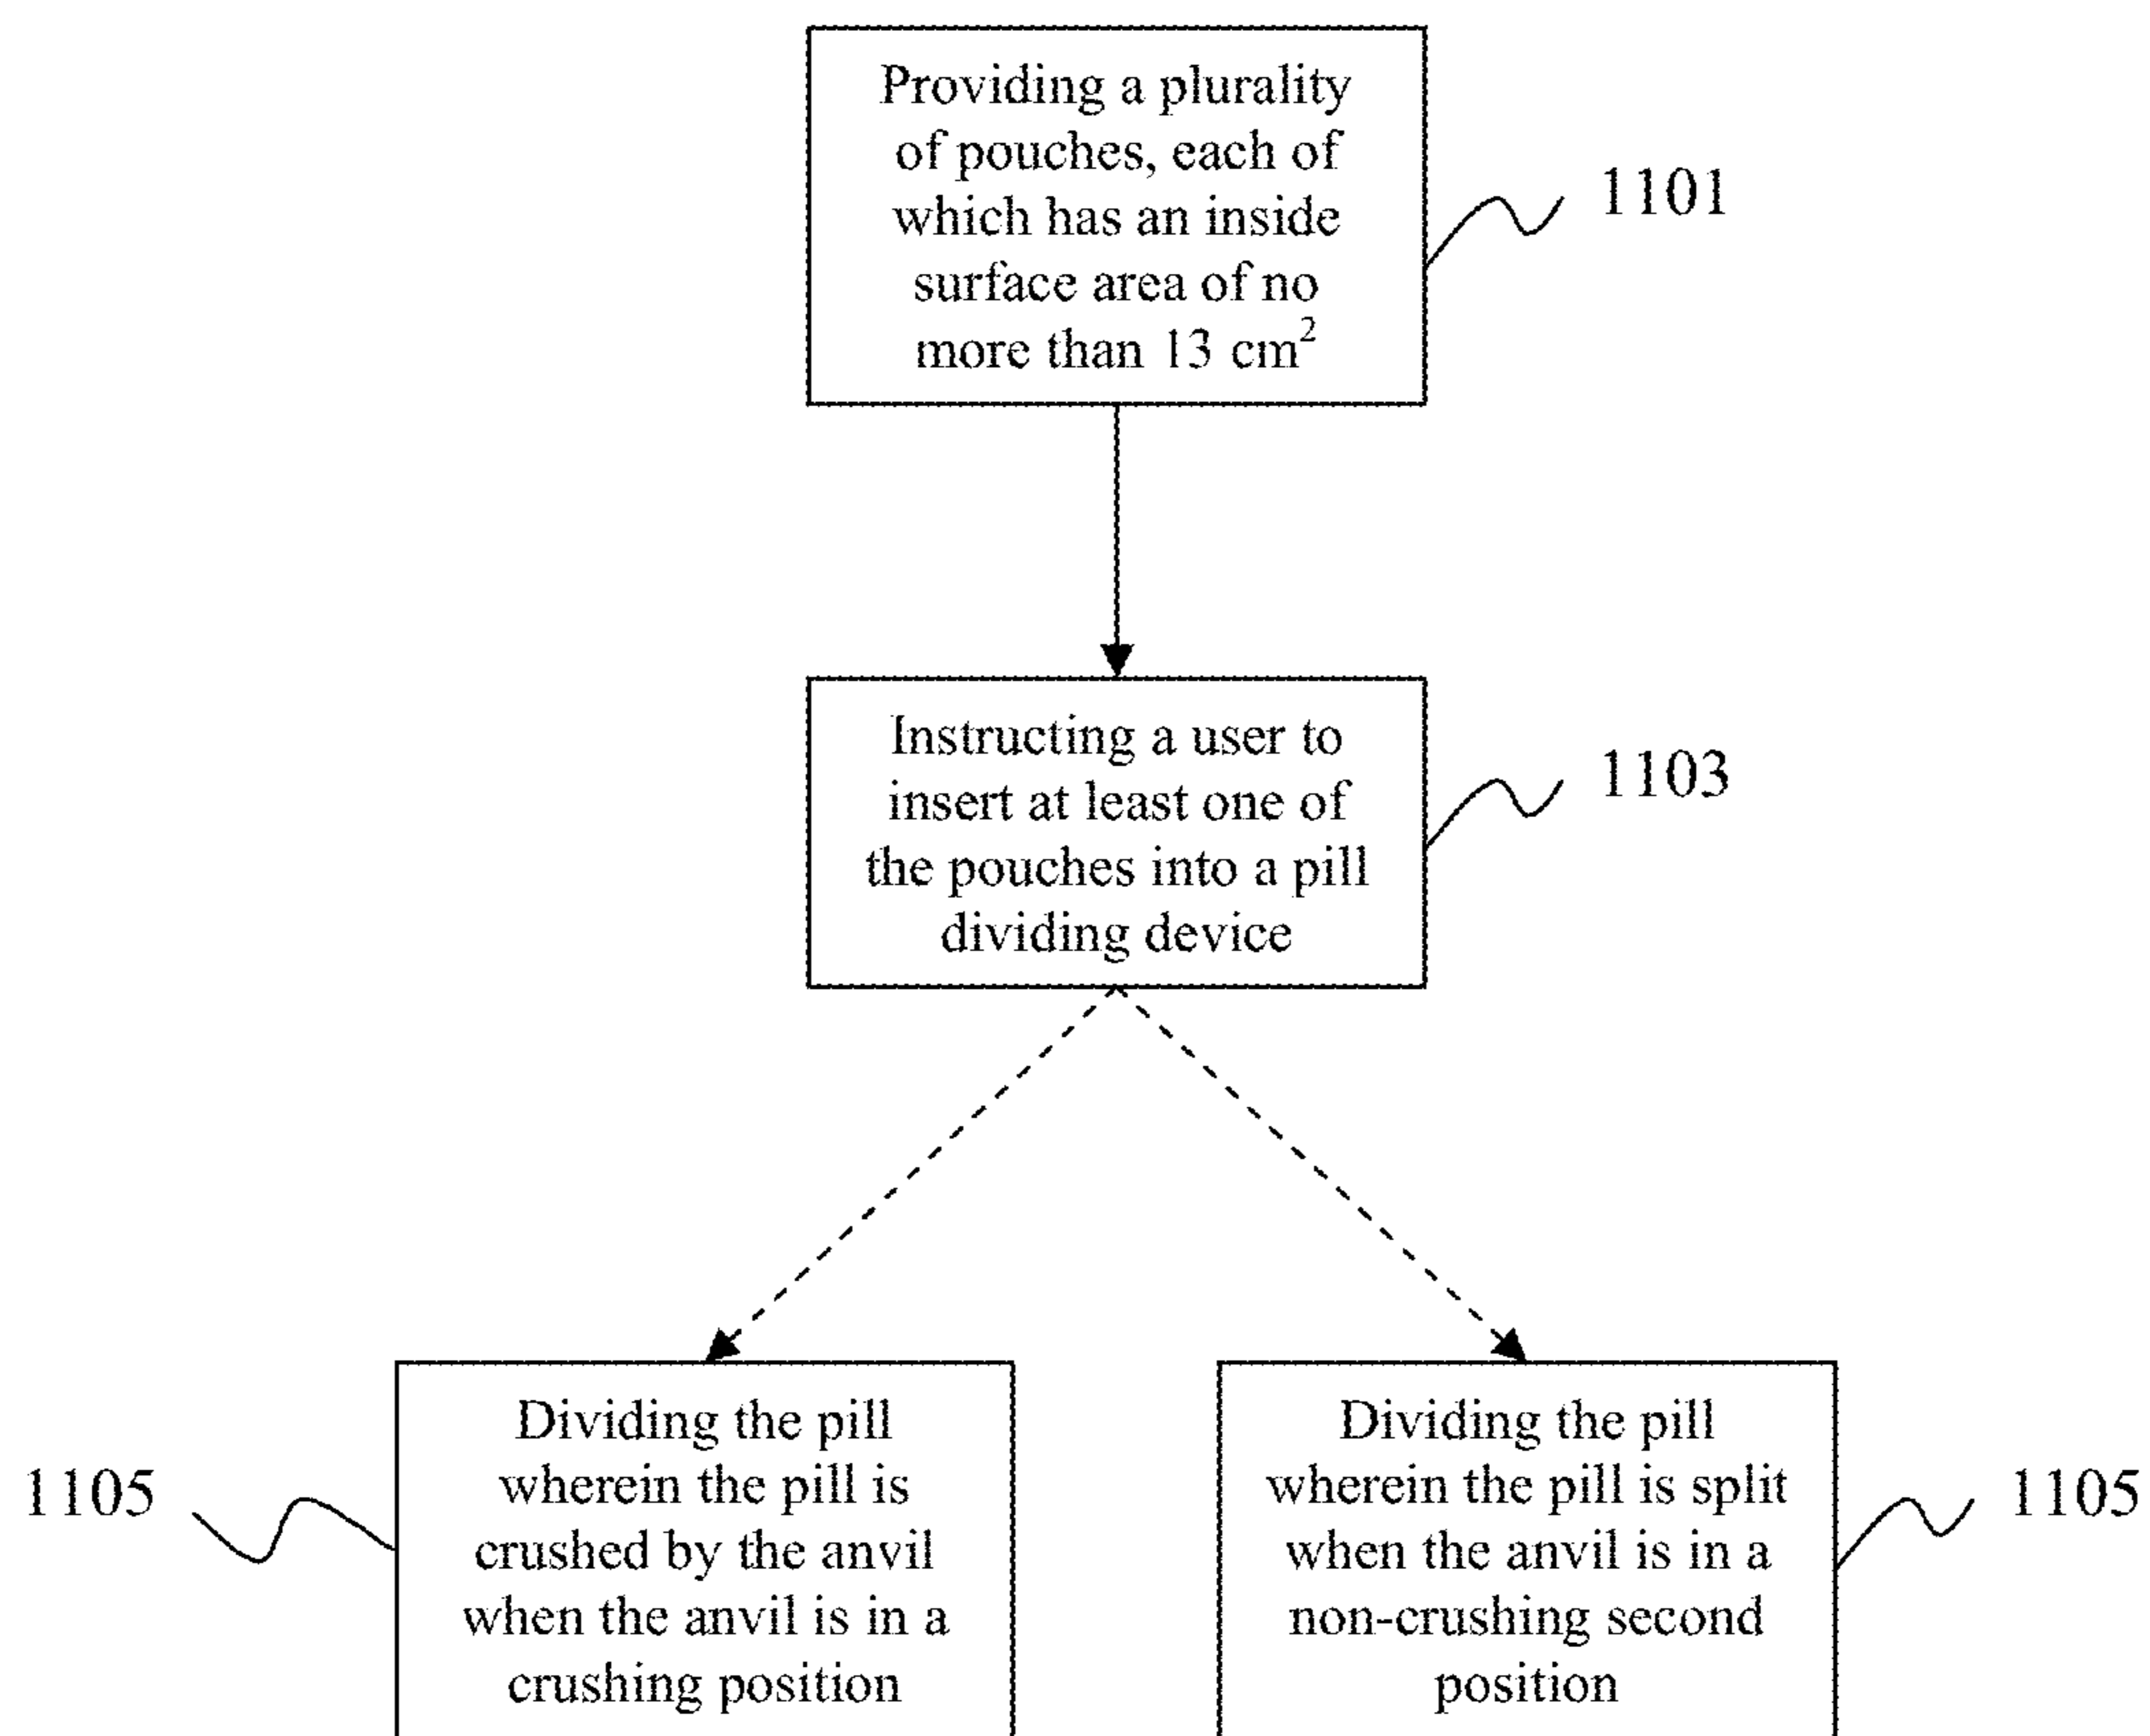 Providing a plurality
of pouches, each of
which has an inside
surface area of no
more than 13 cm²
1101
Instructing a user to
insert at least one of
the pouches into a pill
dividing device
1103
1105
Dividing the pill
wherein the pill is
crushed by the anvil
when the anvil is in a
crushing position
Dividing the pill
wherein the pill is split
when the anvil is in a
non-crushing second
position
1105